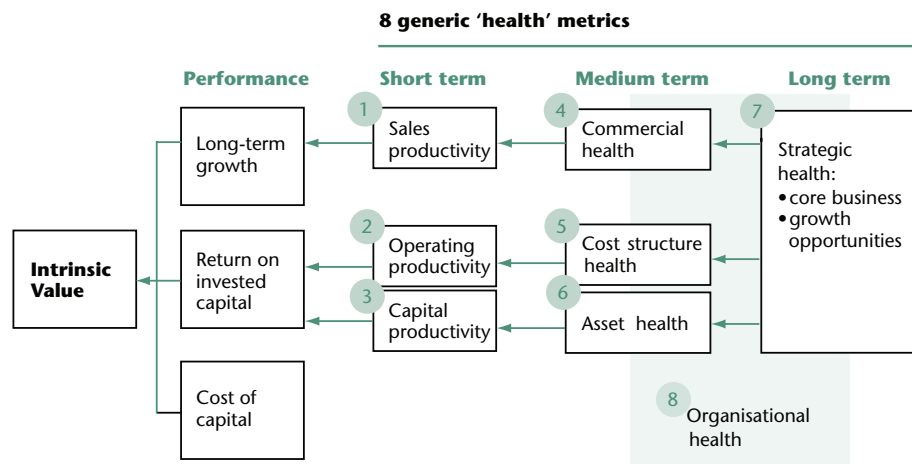 8 generic ‘health’ metrics
Performance
Short term
Medium term
Long term
1
Sales
productivity
4
Commercial
health
7
Strategic
health:
• core business
• growth
opportunities
Long-term
growth
2
Operating
productivity
5
Cost structure
health
Intrinsic
Value
Return on
invested
capital
3
Capital
productivity
6
Asset health
Cost of
capital
8
Organisational
health